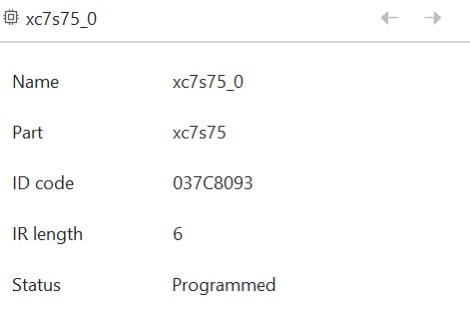 xc7s75_0
Name xc7s75_0
Part xc7s75
ID code 037C8093
IR length 6
Status Programmed